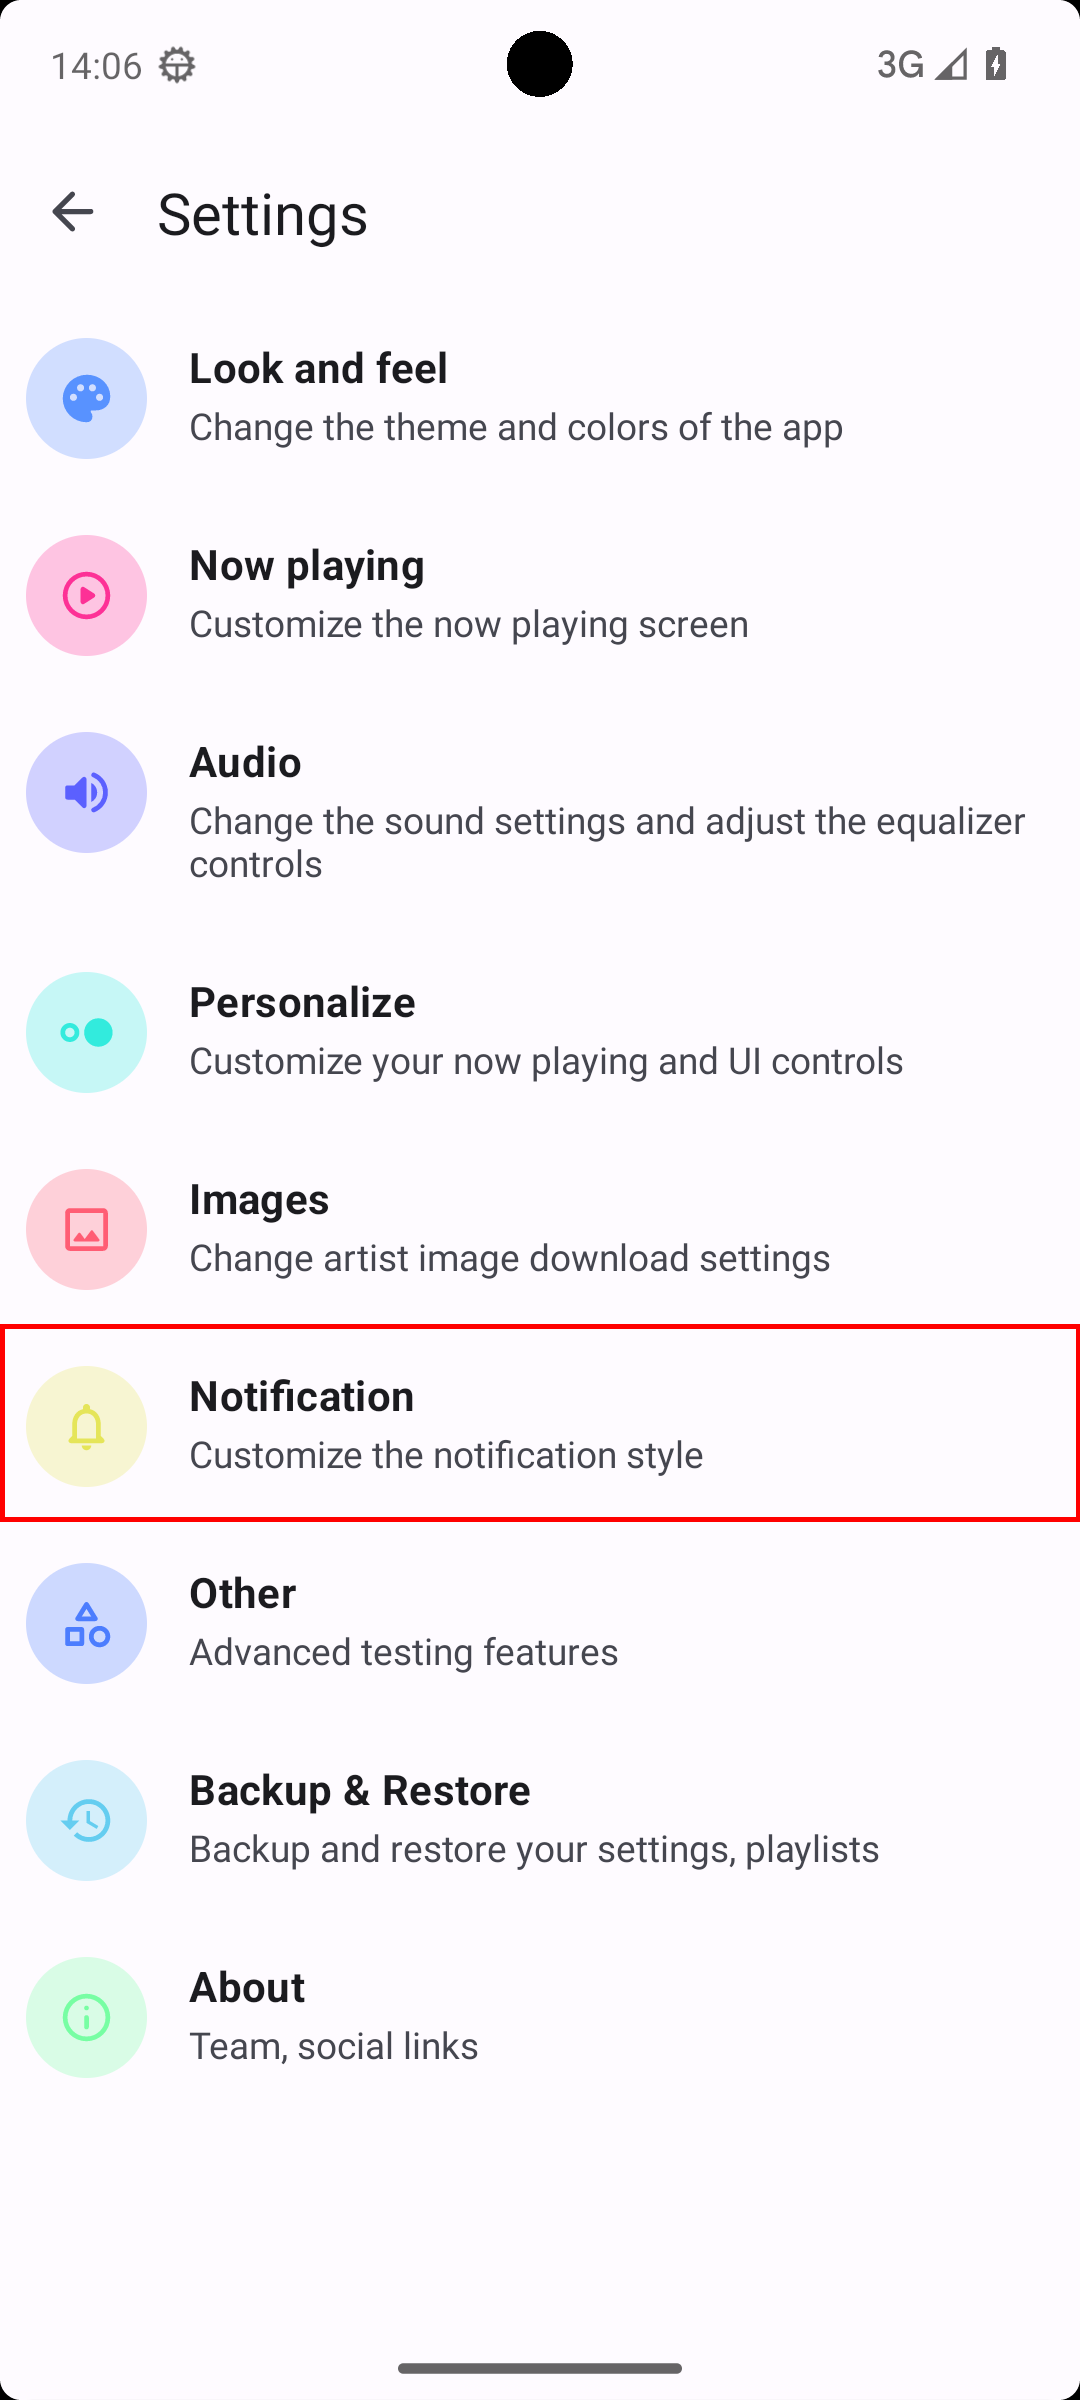 14:06
3G
Settings
Look and feel
Change the theme and colors of the app
Now playing
Customize the now playing screen
Audio
Change the sound settings and adjust the equalizer
controls
Personalize
Customize your now playing and UI controls
Images
Change artist image download settings
Notification
Customize the notification style
Other
Advanced testing features
Backup & Restore
Backup and restore your settings, playlists
About
Team, social links